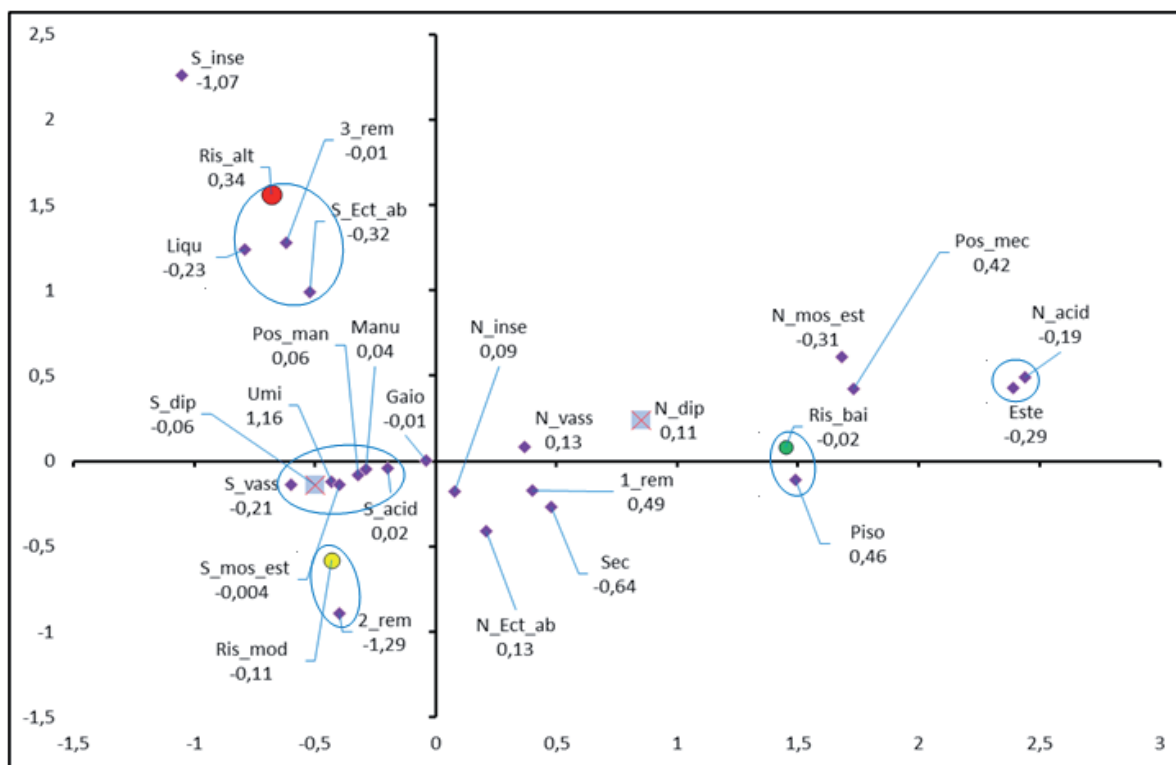 2,5
S_inse
-1,07
2
3_rem
-0,01
Ris_alt
0,34
1,5
S_Ect_ab
-0,32
Liqu
-0,23
Pos_mec
0,42
1
N_mos_est
-0,31
N_acid
-0,19
Pos_man
0,06
Manu
0,04
N_inse
0,09
0,5
S_dip
-0,06
Umi
1,16
Gaio
-0,01
N_vass
0,13
N_dip
0,11
Ris_bai
-0,02
Este
-0,29
0
S_vass
-0,21
S_acid
0,02
1_rem
0,49
Piso
0,46
-0,5
S_mos_est
-0,004
Sec
-0,64
2_rem
-1,29
N_Ect_ab
0,13
-1
Ris_mod
-0,11
-1,5
-1,5
-1
-0,5
0
0,5
1
1,5
2
2,5
3